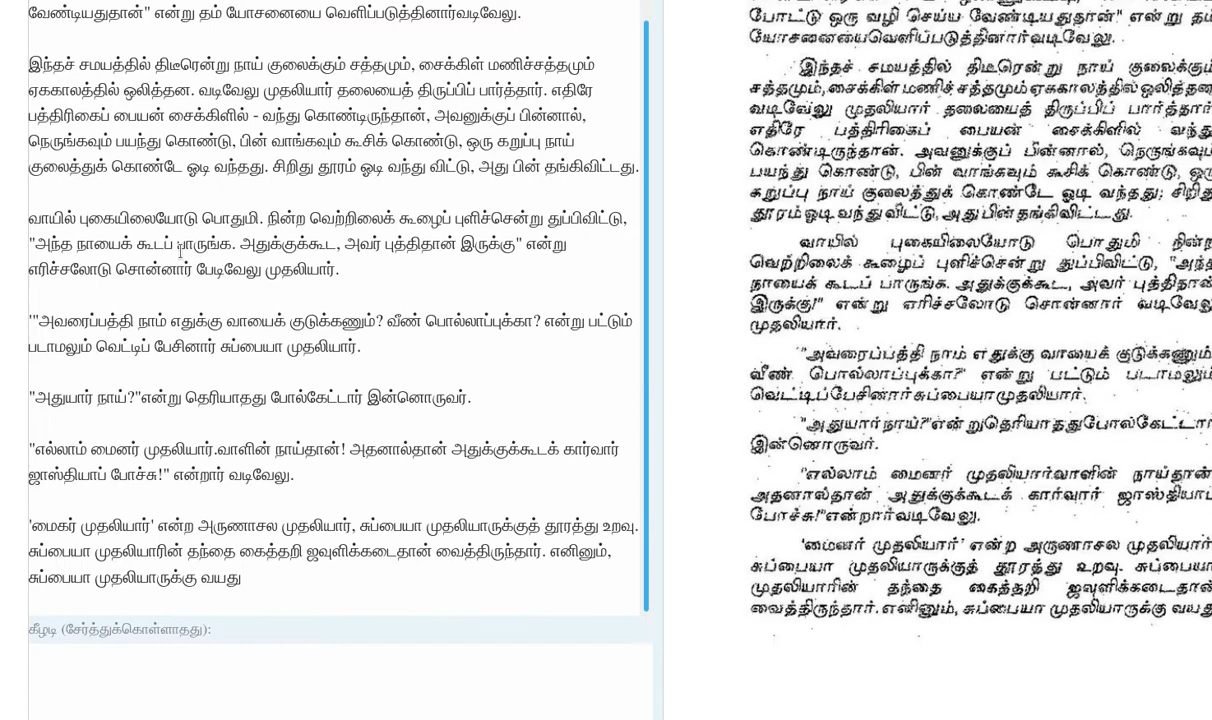 வேண்டியதுதான்" என்று தம் யோசனையை வெளிப்படுத்தினார்வடிவேலு.
இந்தச் சமயத்தில் திடீரென்று நாய் குலைக்கும் சத்தமும், சைக்கிள் மணிச்சத்தமும்
ஏககாலத்தில் ஒலித்தன. வடிவேலு முதலியார் தலையைத் திருப்பிப் பார்த்தார். எதிரே
பத்திரிகைப் பையன் சைக்கிளில் - வந்து கொண்டிருந்தான், அவனுக்குப் பின்னால்,
நெருங்கவும் பயந்து கொண்டு, பின் வாங்கவும் கூசிக் கொண்டு, ஒரு கறுப்பு நாய்
குலைத்துக் கொண்டே ஓடி வந்தது. சிறிது தூரம் ஓடி வந்து விட்டு, அது பின் தங்கிவிட்டது.
வாயில் புகையிலையோடு பொதுமி. நின்ற வெற்றிலைக் கூழைப் புளிச்சென்று துப்பிவிட்டு,
"அந்த நாயைக் கூடப் பாருங்க. அதுக்குக்கூட, அவர் புத்திதான் இருக்கு" என்று
எரிச்சலோடு சொன்னார் பேடிவேலு முதலியார்.
'"அவரைப்பத்தி நாம் எதுக்கு வாயைக் குடுக்கணும்? வீண் பொல்லாப்புக்கா? என்று பட்டும்
படாமலும் வெட்டிப் பேசினார் சுப்பையா முதலியார்.
"அதுயார் நாய்?"என்று தெரியாதது போல்கேட்டார் இன்னொருவர்.
"எல்லாம் மைனர் முதலியார்.வாளின் நாய்தான்! அதனால்தான் அதுக்குக்கூடக் கார்வார்
ஜாஸ்தியாப் போச்சு!" என்றார் வடிவேலு.
'மைகர் முதலியார்' என்ற அருணாசல முதலியார், சுப்பையா முதலியாருக்குத் தூரத்து உறவு.
சுப்பையா முதலியாரின் தந்தை கைத்தறி ஜவுளிக்கடைதான் வைத்திருந்தார். எனினும்,
சுப்பையா முதலியாருக்கு வயது
கீழடி (சேர்த்துக்கொள்ளாதது):
போட்டு ஒரு வழி செய்ய வேண்டியதுதான்!" என்று தம்
யோசனையைவெளிப்படுத்தினார்வடிவேலு.
இந்தச் சமயத்தில் திடீரென்று நாய் குலைக்கும்
சத்தமும்,சைக்கிள்மணிச் சத்தமும்ஏககாலத்தில்ஒலித்தன
வடிவேலு முதலியார் தலையைத் திருப்பிப் பார்த்தார்
எதிரே பத்திரிகைப் பையன் சைக்கிளில் வந்து
கொண்டிருந்தான். அவனுக்குப் பின்னால், நெருங்கவும்
பயந்து கொண்டு, பின் வாங்கவும் கூசிக் கொண்டு, ஒரு
கறுப்பு நாய் குலைத்துக் கொண்டே ஓடி வந்தது; சிறிது
தூரம்ஓடிவந்துவிட்டு,அதுபின்தங்கிவிட்டது.
வாயில் புகையிலையோடு பொதுமி நின்ற
வெற்றிலைக் கூழைப் புளிச்சென்று துப்பிவிட்டு, "அந்த
நாயைக் கூடப் பாருங்க. அதுக்குக்கூட, அவர் புத்திதான்
இருக்கு!" என்று எரிச்சலோடு சொன்னார் வடிவேலு
முதலியார்.
"அவரைப்பத்தி நாம் எதுக்கு வாயைக் குடுக்கணும்
வீண் பொல்லாப்புக்கா?" என்று பட்டும் படாமலும்
வெட்டிப்பேசினார்சுப்பையாமுதலியார்.
"அதுயார்நாய்?"என்றுதெரியாததுபோல்கேட்டார்
இன்னொருவர்.
"எல்லாம் மைனர் முதலியார்வாளின் நாய்தான்
அதனால்தான் அதுக்குக்கூடக் கார்வார் ஜாஸ்தியாப்
போச்சு!"என்றார்வடிவேலு.
'மைனர் முதலியார்' என்ற அருணாசல முதலியார்
சுப்பையா முதலியாருக்குத் தூரத்து உறவு. சுப்பையா
முதலியாரின் தந்தை கைத்தறி ஜவுளிக்கடைதான்
வைத்திருந்தார்.எனினும், சுப்பையா முதலியாருக்கு வயது